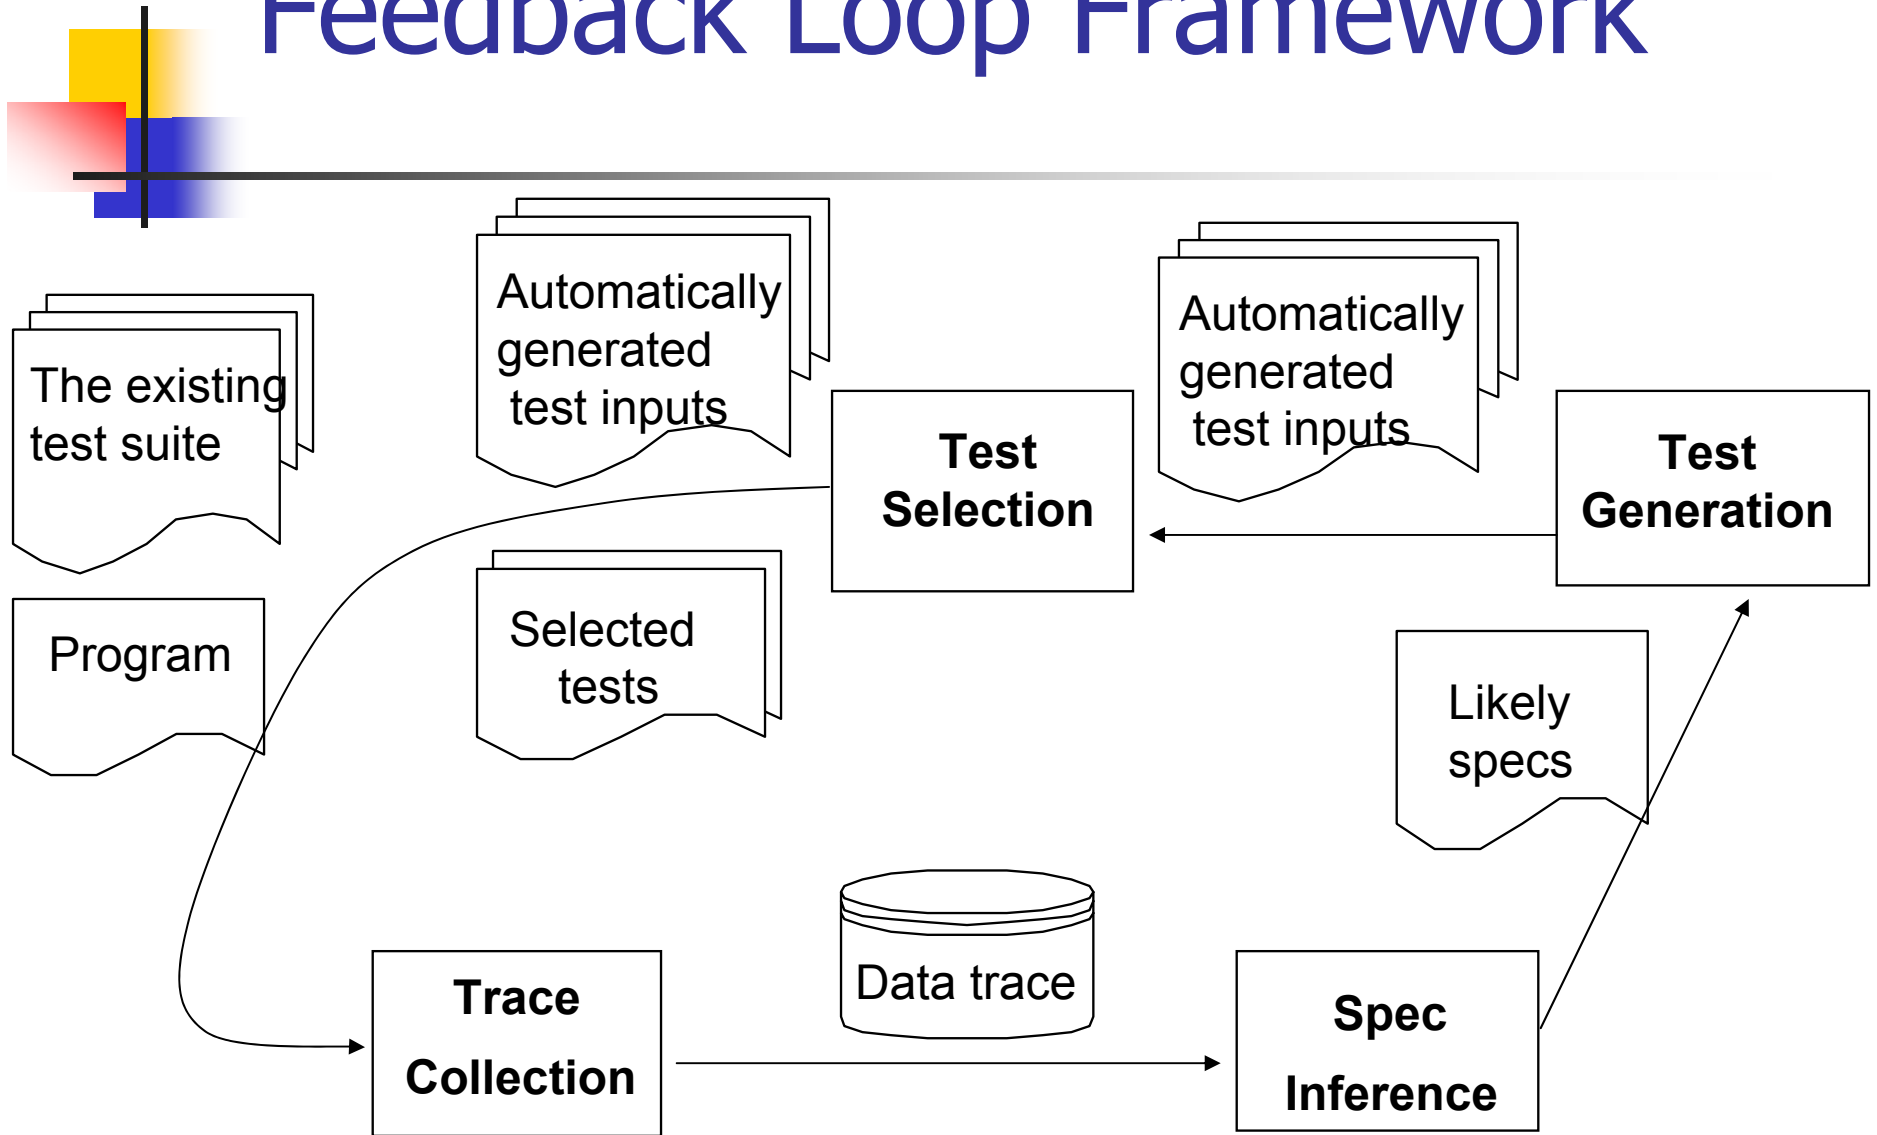 Feedback Loop Framework
The existing
test suite
Automatically
generated
test inputs
Automatically
generated
test inputs
Test
Selection
Test
Generation
Program
Selected
tests
Likely
specs
Trace
Collection
Data trace
Spec
Inference